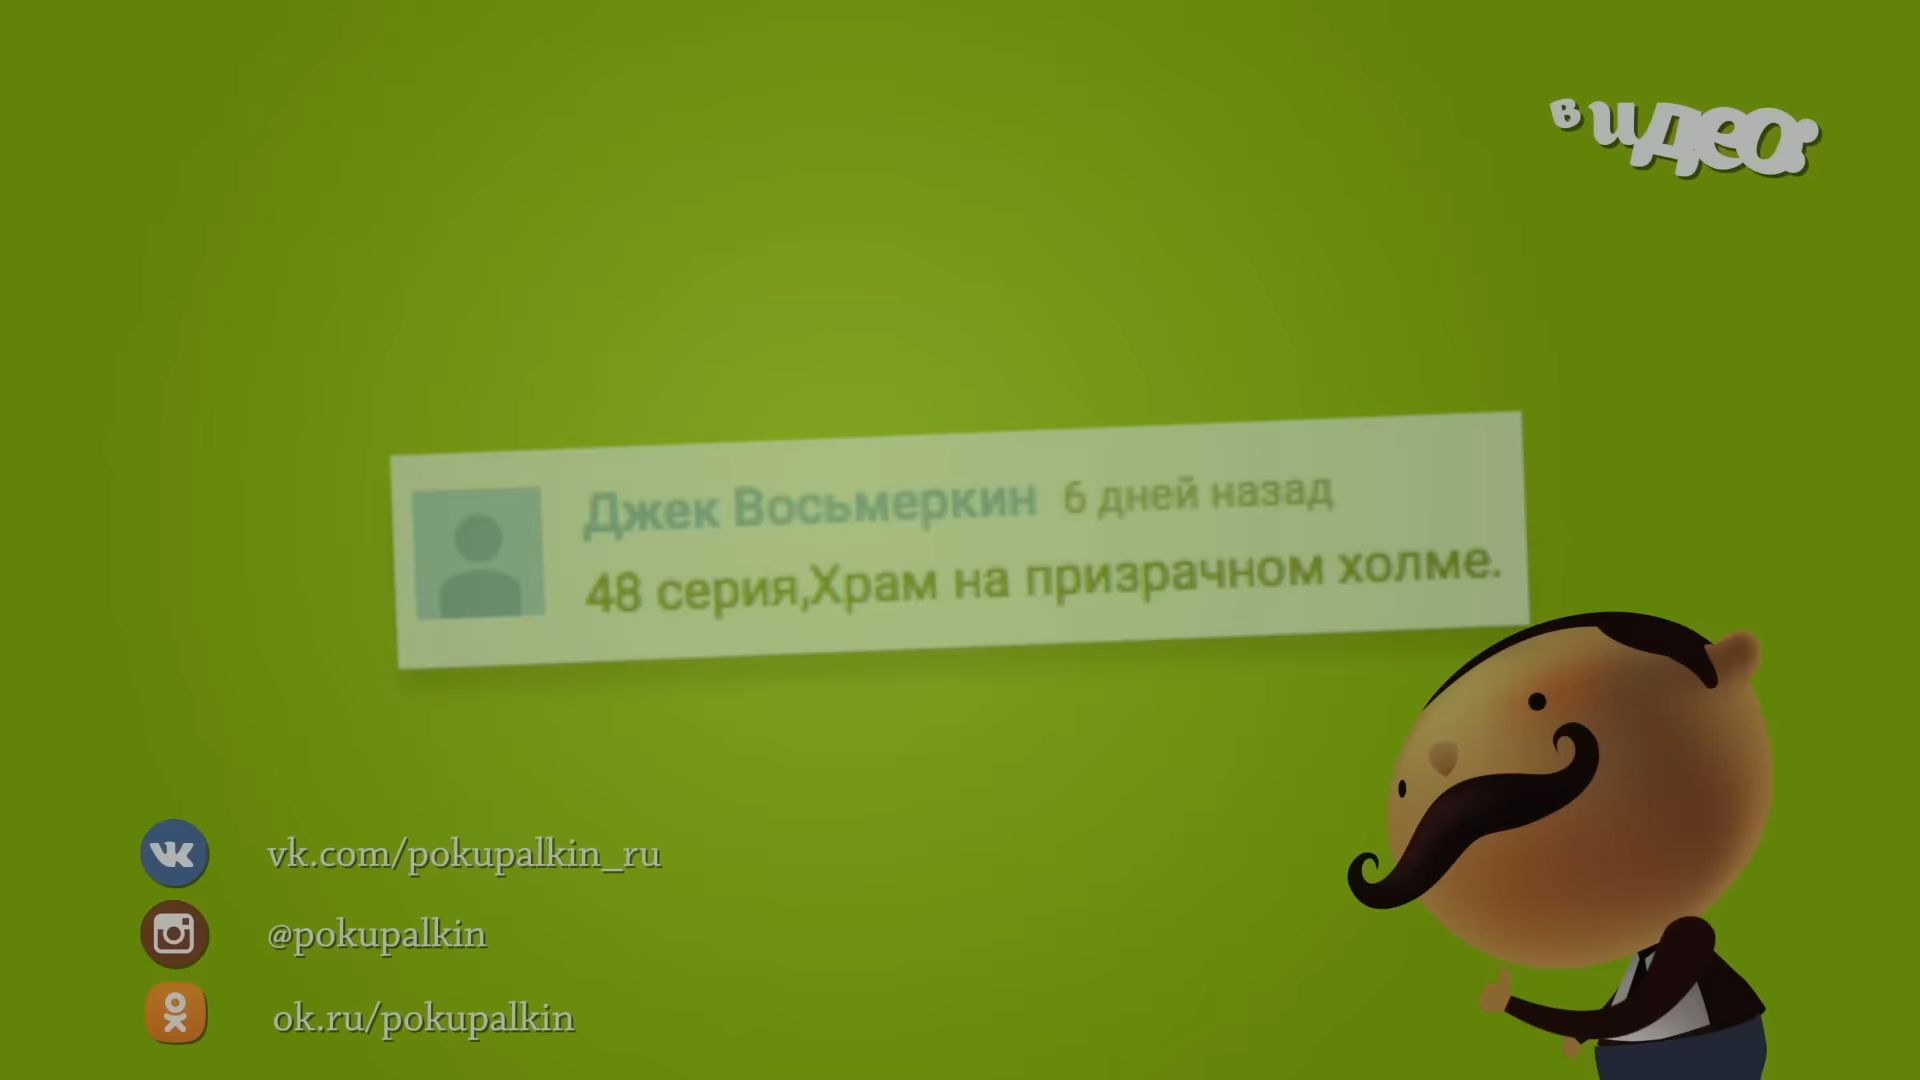 в идео:
Джек Восьмеркин 6 дней назад
48 серия,Храм на призрачном холме.
vk.com/pokupalkin_ru
@pokupalkin
ok.ru/pokupalkin